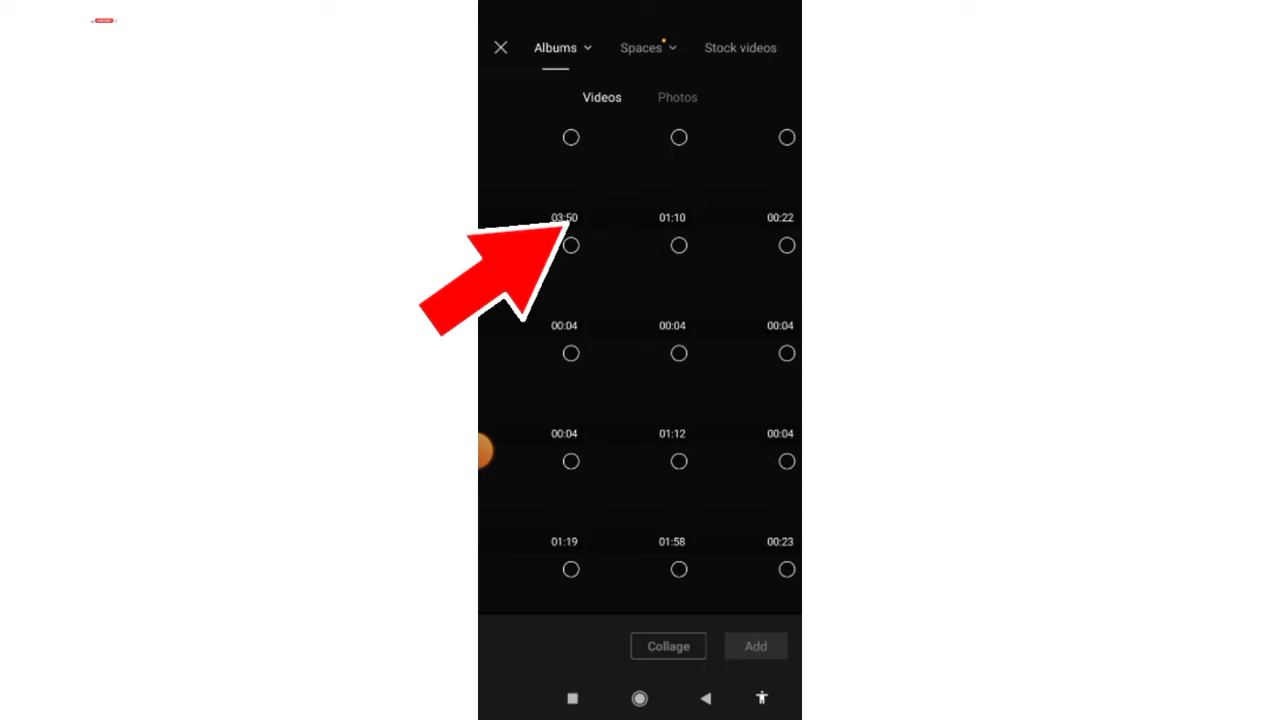 Albums Spaces Stock videos
Videos Photos
03:50 01:10 00:22
00:04 00:04 00:04
00:04 01:12 00:04
01:19 01:58 00:23
Collage Add